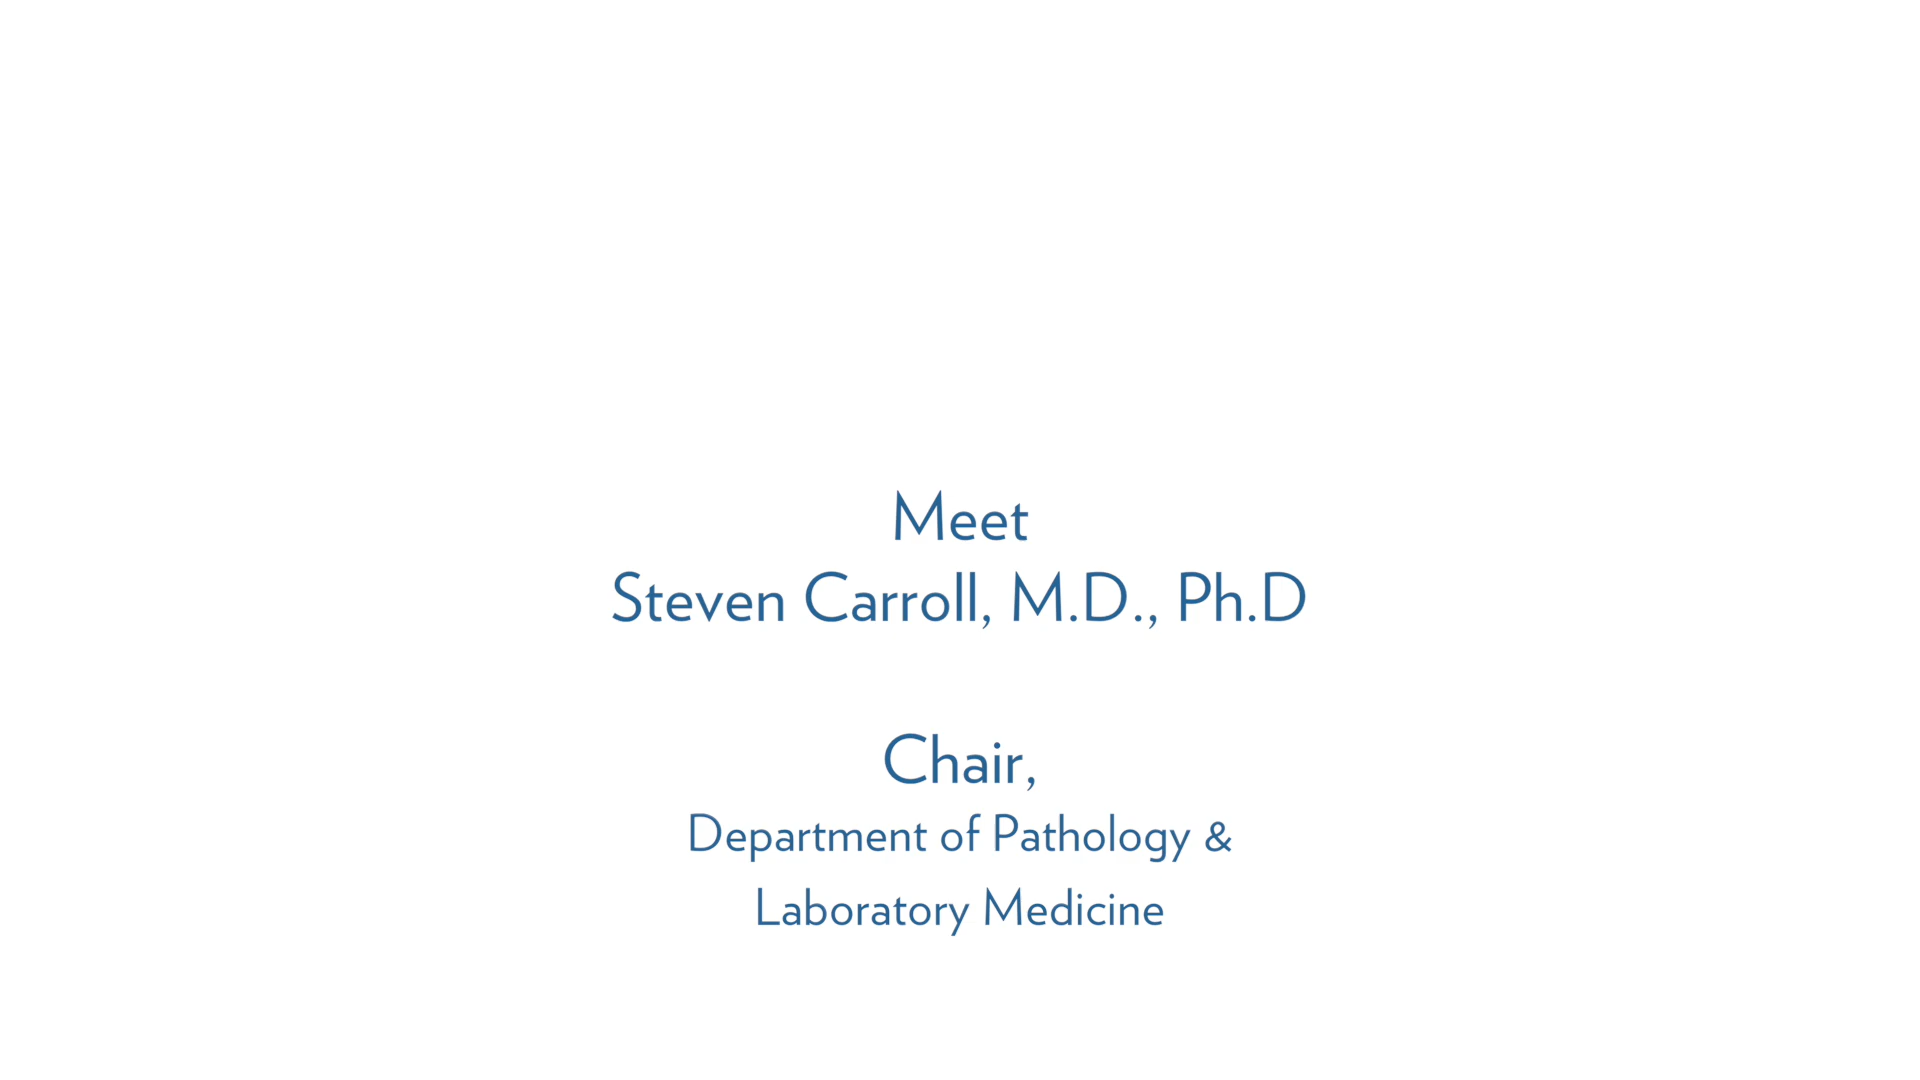 Meet
Steven Carroll, M.D., Ph.D
Chair,
Department of Pathology &
Laboratory Medicine